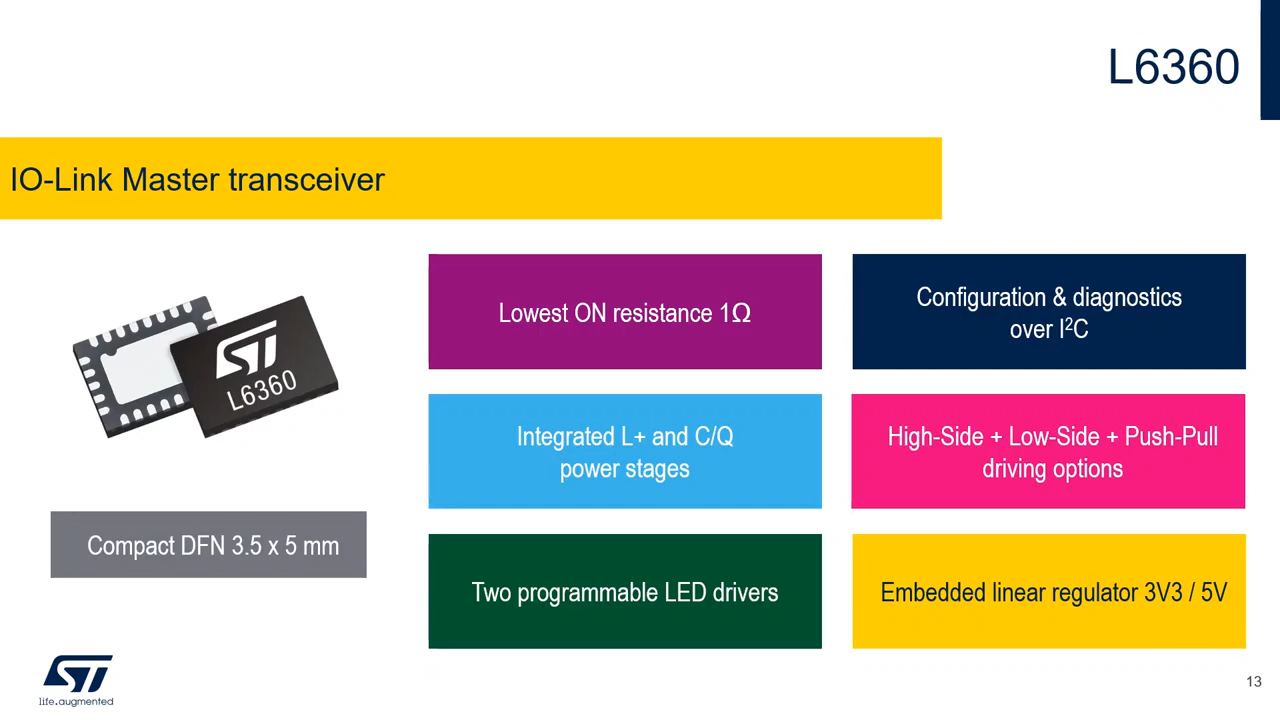 L6360
IO-Link Master transceiver
ST
L6360
Compact DFN 3.5 x 5 mm
Lowest ON resistance 1Ω
Configuration & diagnostics
over I²C
Integrated L+ and C/Q
power stages
High-Side + Low-Side + Push-Pull
driving options
Two programmable LED drivers
Embedded linear regulator 3V3 / 5V
ST
life.augmented
13